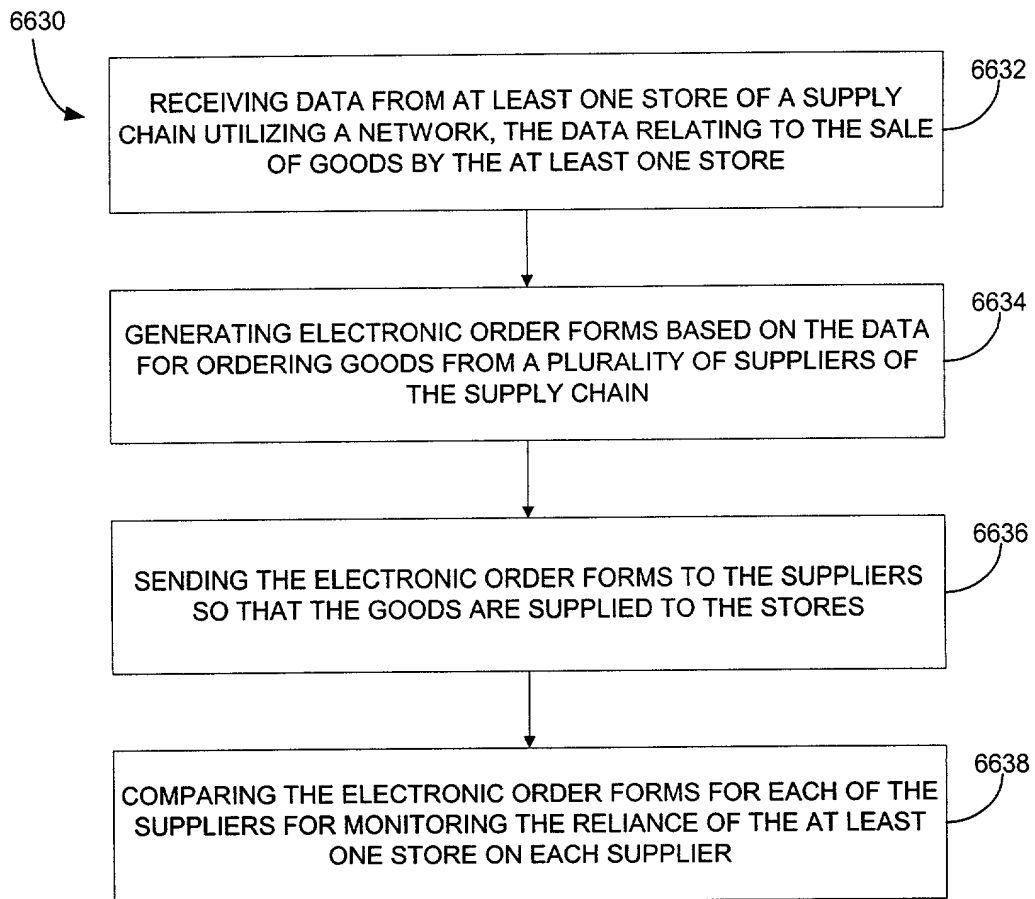 6630
6632
RECEIVING DATA FROM AT LEAST ONE STORE OF A SUPPLY
CHAIN UTILIZING A NETWORK, THE DATA RELATING TO THE SALE
OF GOODS BY THE AT LEAST ONE STORE
6634
GENERATING ELECTRONIC ORDER FORMS BASED ON THE DATA
FOR ORDERING GOODS FROM A PLURALITY OF SUPPLIERS OF
THE SUPPLY CHAIN
6636
SENDING THE ELECTRONIC ORDER FORMS TO THE SUPPLIERS
SO THAT THE GOODS ARE SUPPLIED TO THE STORES
6638
COMPARING THE ELECTRONIC ORDER FORMS FOR EACH OF THE
SUPPLIERS FOR MONITORING THE RELIANCE OF THE AT LEAST
ONE STORE ON EACH SUPPLIER